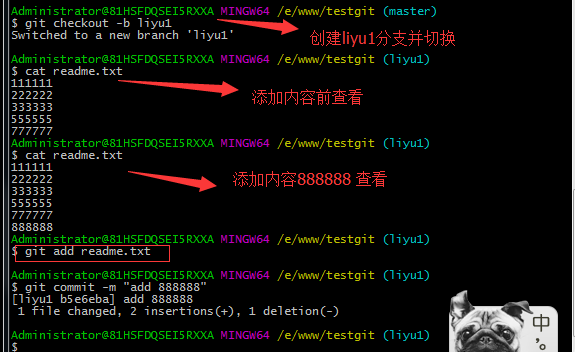 Administrator@81HSFDQSEI5RXXA MINGW64 /e/www/testgit (master)
$ git checkout -b liyu1
Switched to a new branch 'liyu1'
创建liyu1分支并切换
Administrator@81HSFDQSEI5RXXA MINGW64 /e/www/testgit (liyu1)
$ cat readme.txt
111111
222222
添加内容前查看
333333
555555
777777
Administrator@81HSFDQSEI5RXXA MINGW64 /e/www/testgit (liyu1)
$ cat readme.txt
111111
222222
添加内容888888 查看
333333
555555
777777
888888
Administrator@81HSFDQSEI5RXXA MINGW64 /e/www/testgit (liyu1)
$ git add readme.txt
Administrator@81HSFDQSEI5RXXA MINGW64 /e/www/testgit (liyu1)
$ git commit -m "add 888888"
[liyu1 b5e6eba] add 888888
1 file changed, 2 insertions(+), 1 deletion(-)
中
°,
Administrator@81HSFDQSEI5RXXA MINGW64 /e/www/testgit (liyu1)
$